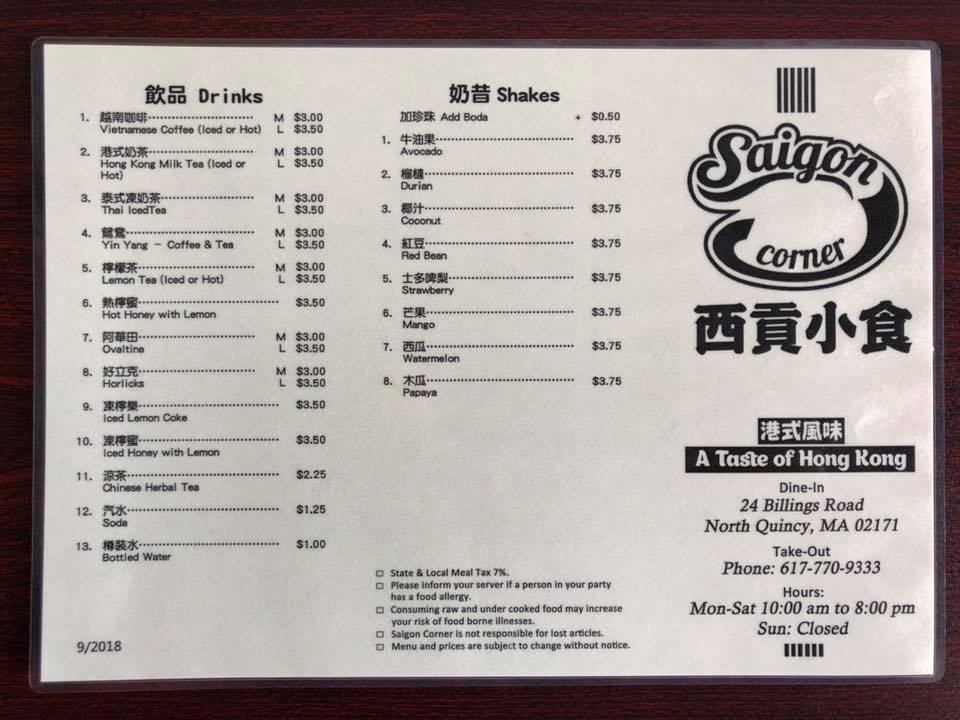 飲品 Drinks
1. 越南咖啡 M $3.00
Vietnamese Coffee (Iced or Hot) L $3.50
2. 港式奶茶 M $3.00
Hong Kong Milk Tea (Iced or L $3.50
Hot)
3. 泰式凍奶茶 M $3.00
Thai IcedTea L $3.50
4. 鴛鴦 M $3.00
Yin Yang - Coffee & Tea L $3.50
5. 檸檬茶 M $3.00
Lemon Tea (Iced or Hot) L $3.50
6. 熱檸蜜 $3.50
Hot Honey with Lemon
7. 阿華田 M $3.00
Ovaltine L $3.50
8. 好立克 M $3.00
Horlicks L $3.50
9. 凍檸樂 $3.50
Iced Lemon Coke
10. 凍檸蜜 $3.50
Iced Honey with Lemon
11. 涼茶 $2.25
Chinese Herbal Tea
12. 汽水 $1.25
Soda
13. 樽裝水 $1.00
Bottled Water
9/2018
奶昔 Shakes
加珍珠 Add Boda + $0.50
1. 牛油果 $3.75
Avocado
2. 榴槤 $3.75
Durian
3. 椰汁 $3.75
Coconut
4. 紅豆 $3.75
Red Bean
5. 士多啤梨 $3.75
Strawberry
6. 芒果 $3.75
Mango
7. 西瓜 $3.75
Watermelon
8. 木瓜 $3.75
Papaya
□ State & Local Meal Tax 7%.
□ Please inform your server if a person in your party
has a food allergy.
□ Consuming raw and under cooked food may increase
your risk of food borne illnesses.
□ Saigon Corner is not responsible for lost articles.
□ Menu and prices are subject to change without notice.
Saigon
corner
西貢小食
港式風味
A Taste of Hong Kong
Dine-In
24 Billings Road
North Quincy, MA 02171
Take-Out
Phone: 617-770-9333
Hours:
Mon-Sat 10:00 am to 8:00 pm
Sun: Closed